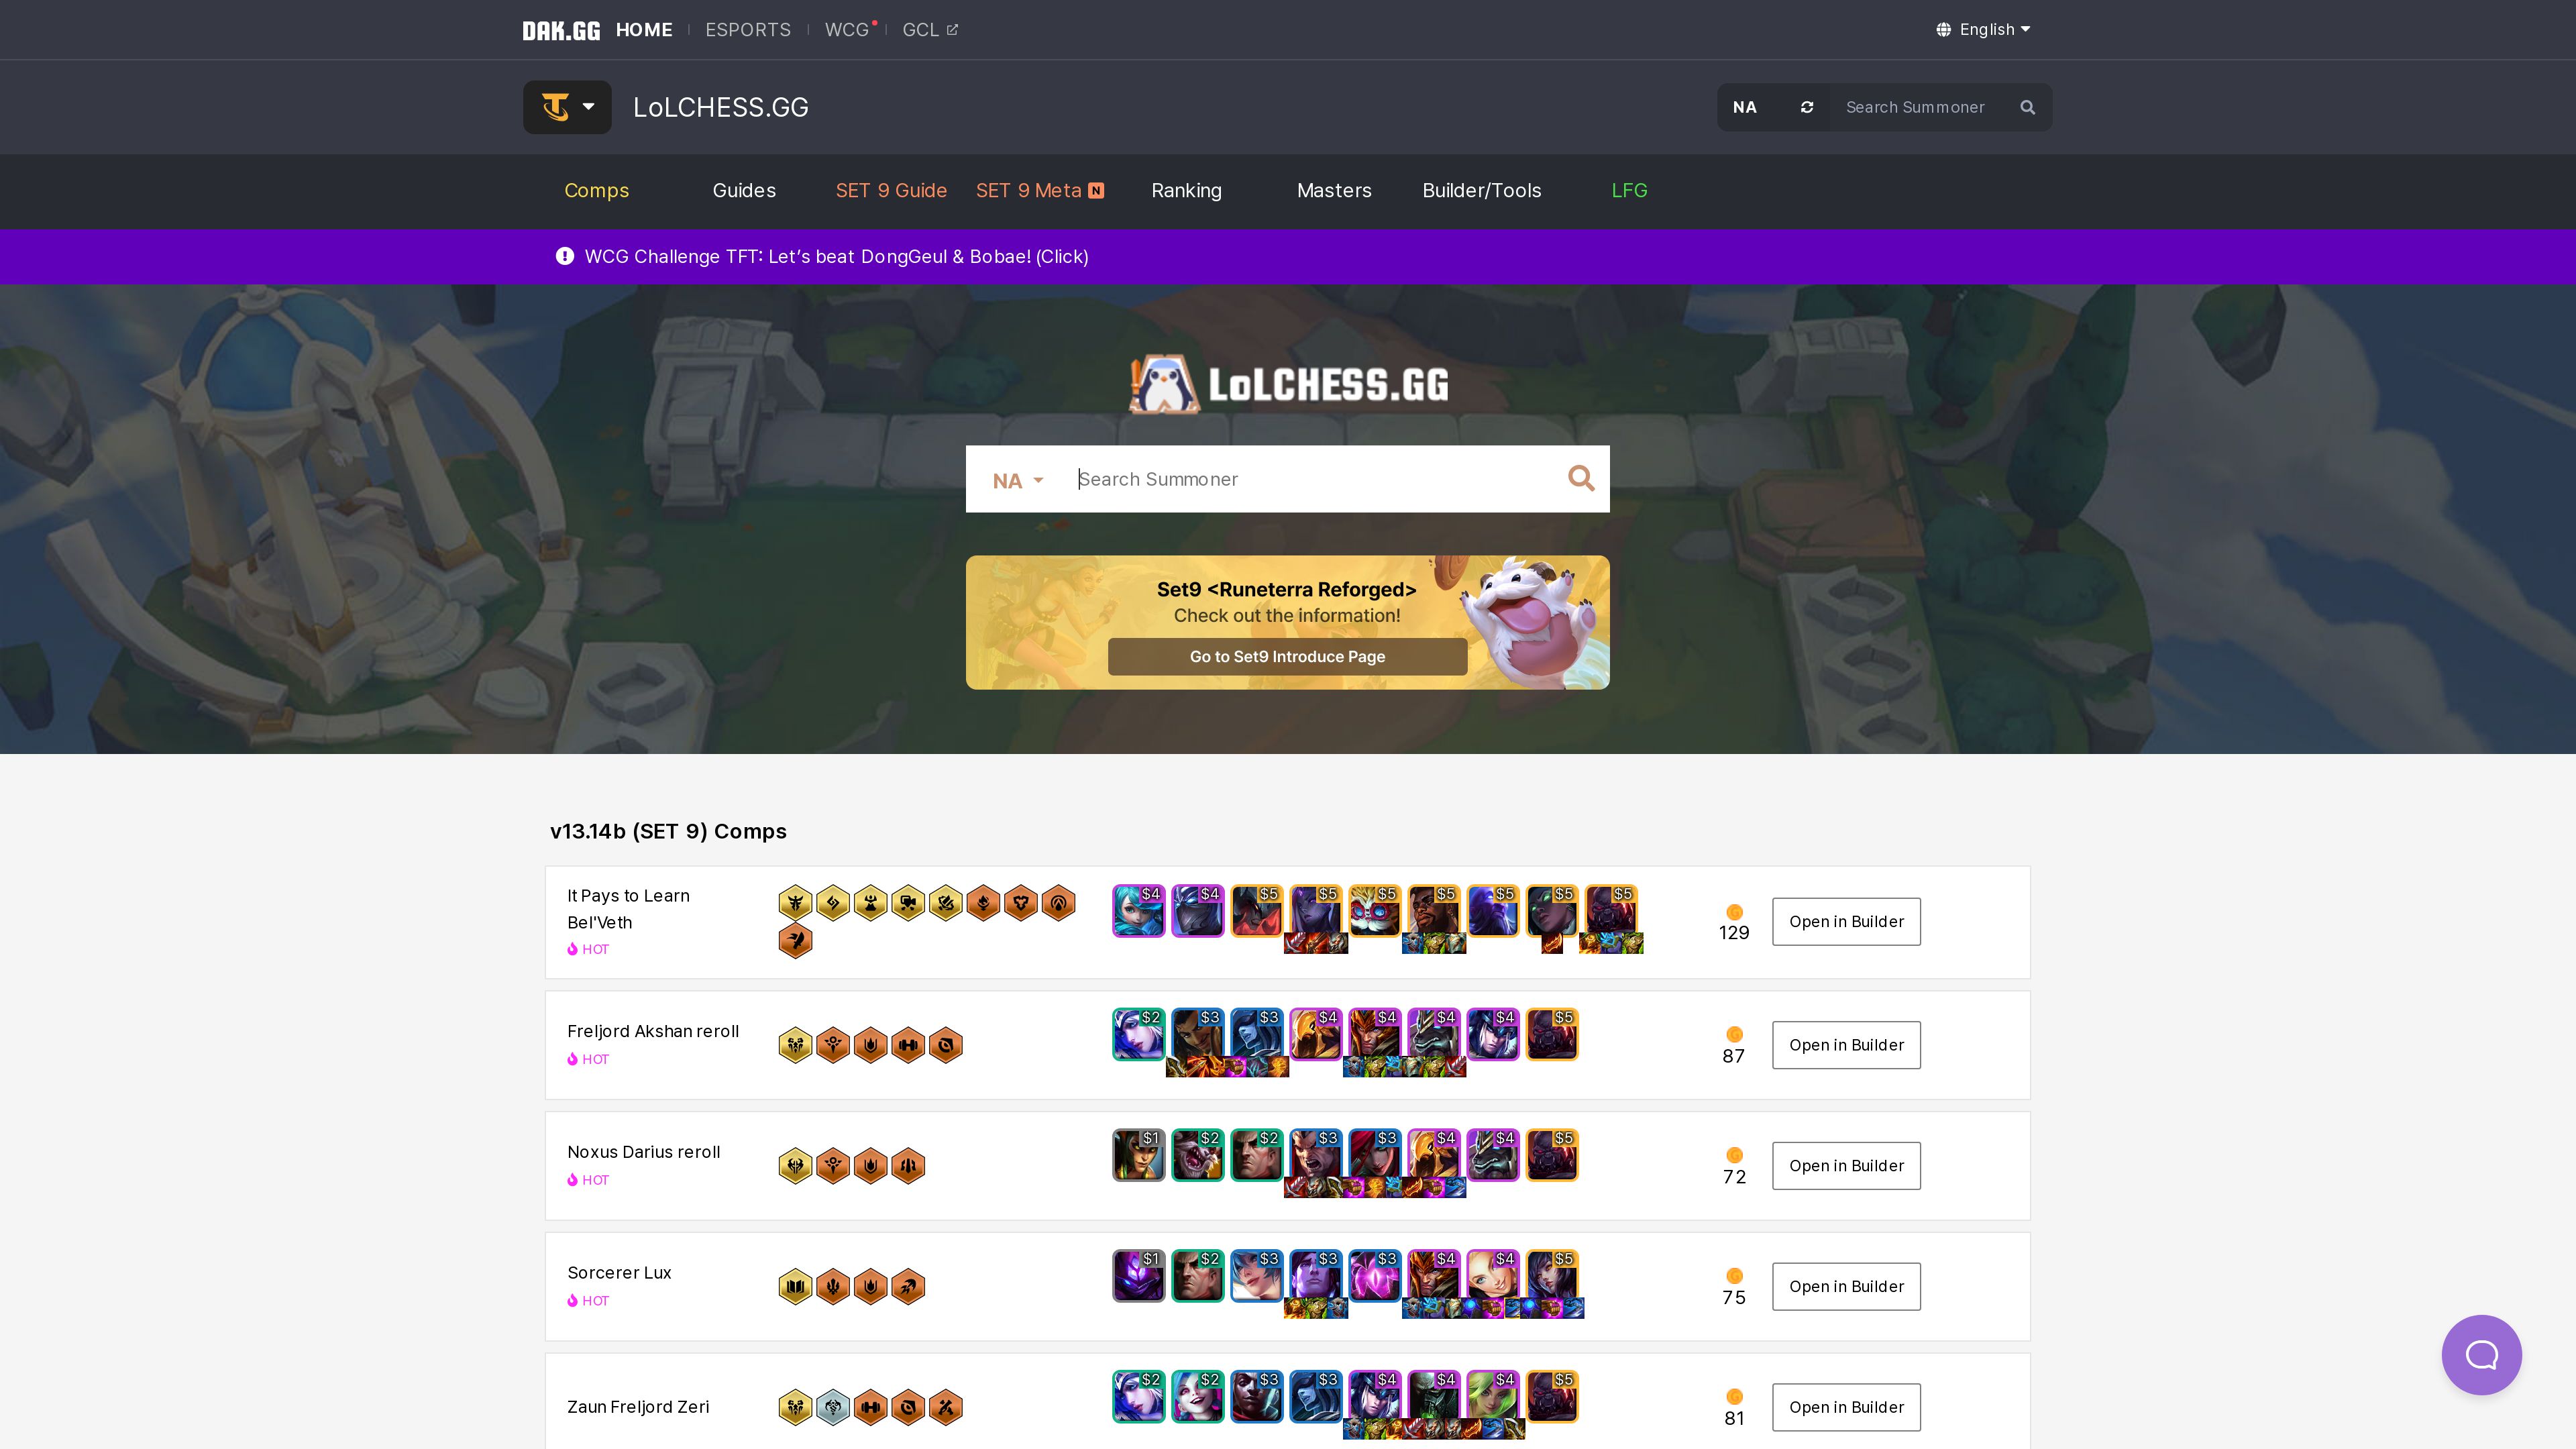 DAK.GG HOME ESPORTS WCG GCL English
LoLCHESS.GG NA Search Summoner
Comps Guides SET 9 Guide SET 9 Meta N Ranking Masters Builder/Tools LFG
WCG Challenge TFT: Let's beat DongGeul & Bobae! (Click)
LoLCHESS.GG
NA Search Summoner
Set9 <Runeterra Reforged>
Check out the information!
Go to Set9 Introduce Page
v13.14b (SET 9) Comps
It Pays to Learn
Bel'Veth
HOT
$4 $4 $5 $5 $5 $5 $5 $5 $5
129
Open in Builder
Freljord Akshan reroll
HOT
$2 $3 $3 $4 $4 $4 $4 $5
87
Open in Builder
Noxus Darius reroll
HOT
$1 $2 $2 $3 $3 $4 $4 $5
72
Open in Builder
Sorcerer Lux
HOT
$1 $2 $3 $3 $3 $4 $4 $5
75
Open in Builder
Zaun Freljord Zeri
$2 $2 $3 $3 $4 $4 $4 $5
81
Open in Builder